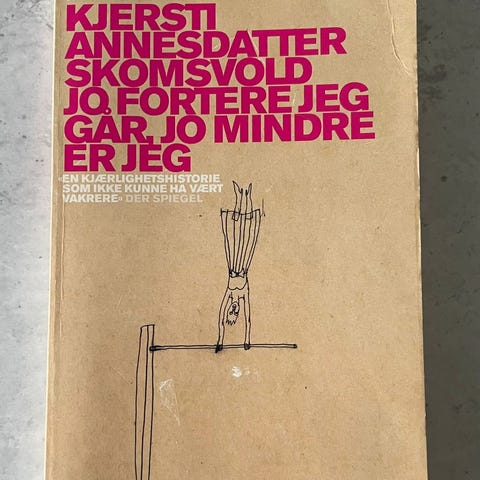 KJERSTI
ANNESDATTER
SKOMSVOLD
JO FORTERE JEG
GÅR, JO MINDRE
ER JEG
«EN KJÆRLIGHETSHISTORIE
SOM IKKE KUNNE HA VÆRT
VAKRERE» DER SPIEGEL